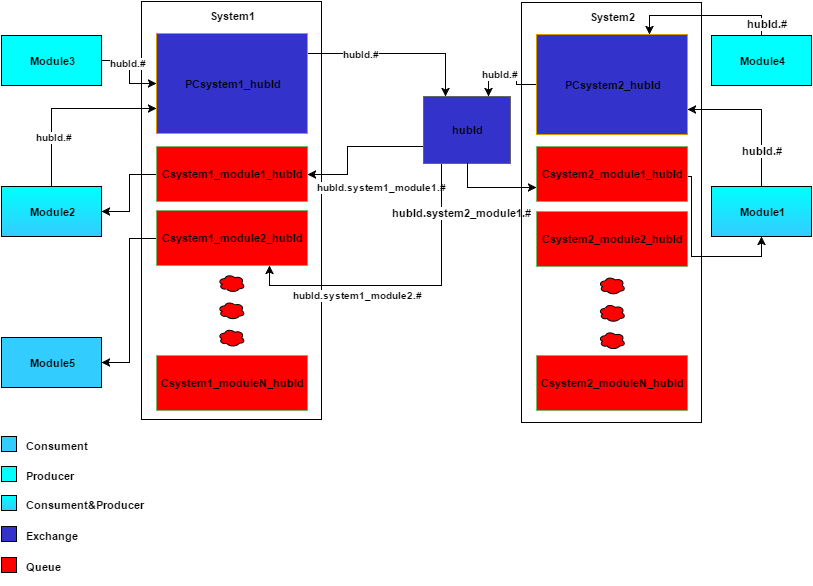 System1
System2
hubId.#
Module3
hubId.#
PCsystem1_hubId
hubId.#
hubId.#
PCsystem2_hubId
Module4
hubId
hubId.#
hubId.#
Csystem1_module1_hubId
hubId.system1_module1.#
Csystem2_module1_hubId
Module2
hubId.system2_module1.#
Module1
Csystem1_module2_hubId
Csystem2_module2_hubId
hubId.system1_module2.#
Module5
Csystem1_moduleN_hubId
Csystem2_moduleN_hubId
Consument
Producer
Consument&Producer
Exchange
Queue